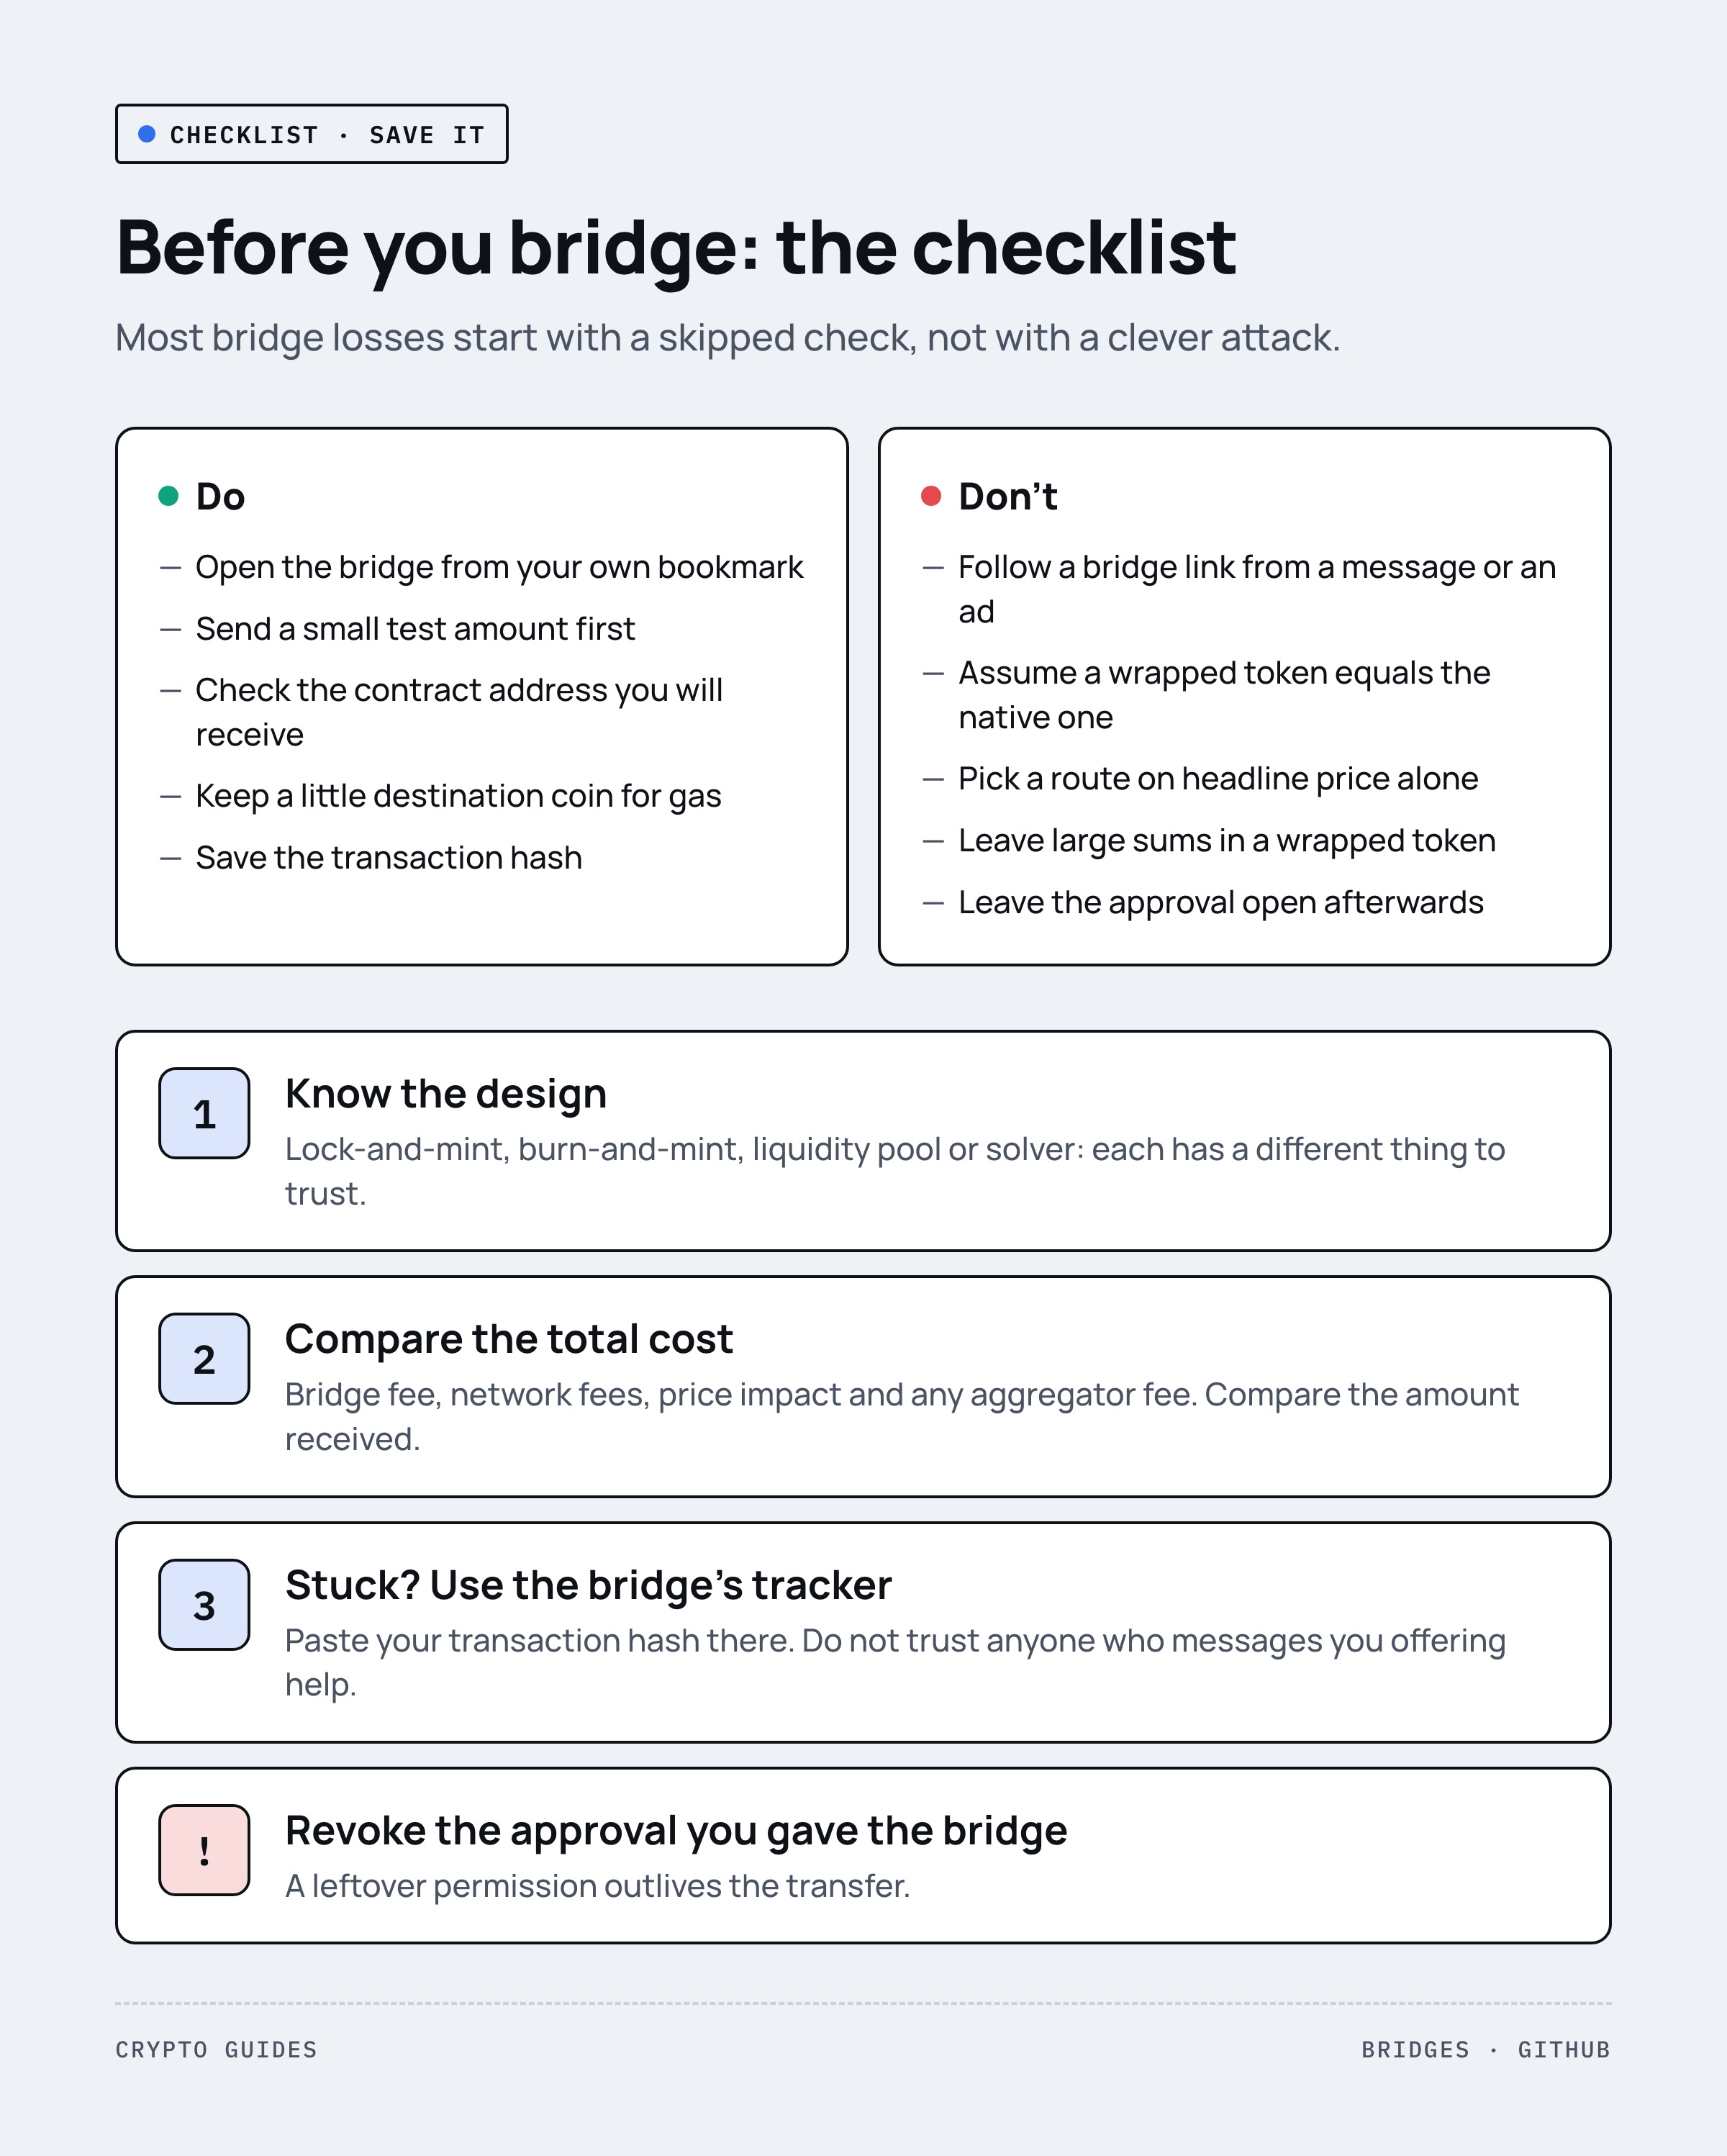 CHECKLIST · SAVE IT
Before you bridge: the checklist
Most bridge losses start with a skipped check, not with a clever attack.
Do
— Open the bridge from your own bookmark
— Send a small test amount first
— Check the contract address you will
receive
— Keep a little destination coin for gas
— Save the transaction hash
Don’t
— Follow a bridge link from a message or an
ad
— Assume a wrapped token equals the
native one
— Pick a route on headline price alone
— Leave large sums in a wrapped token
— Leave the approval open afterwards
1
Know the design
Lock-and-mint, burn-and-mint, liquidity pool or solver: each has a different thing to
trust.
2
Compare the total cost
Bridge fee, network fees, price impact and any aggregator fee. Compare the amount
received.
3
Stuck? Use the bridge’s tracker
Paste your transaction hash there. Do not trust anyone who messages you offering
help.
!
Revoke the approval you gave the bridge
A leftover permission outlives the transfer.
CRYPTO GUIDES
BRIDGES · GITHUB